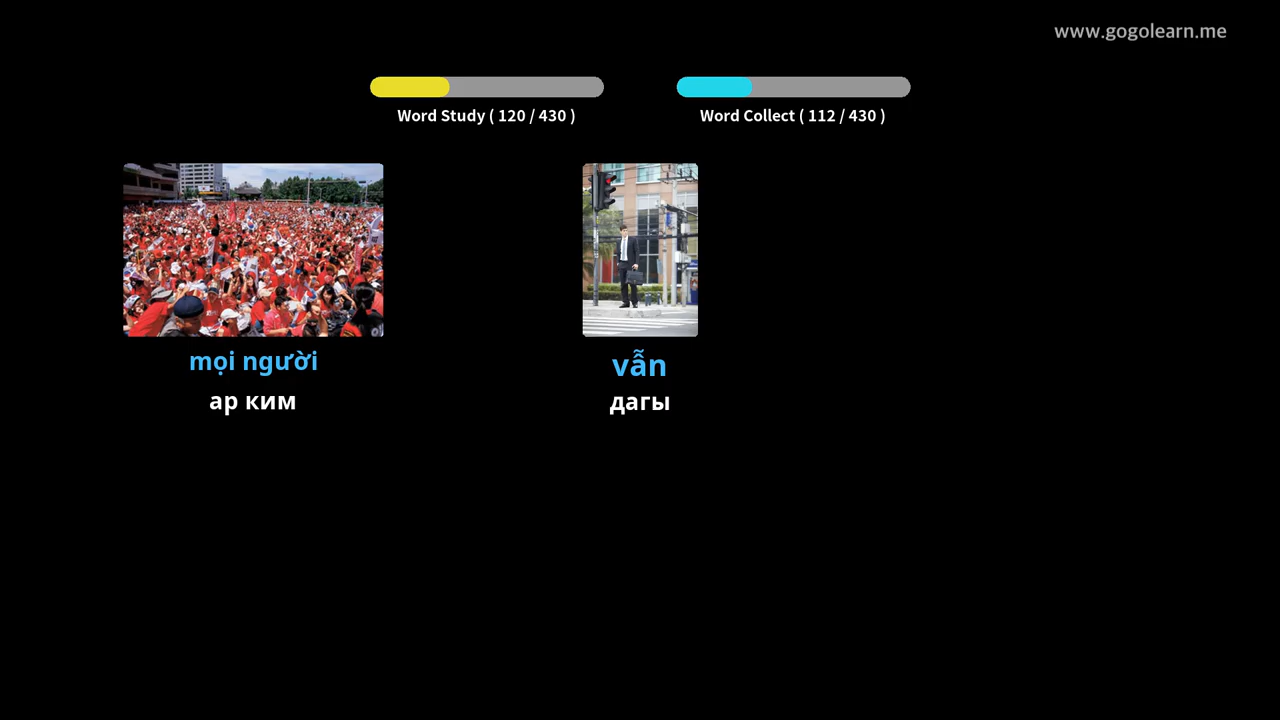 www.gogolearn.me
Word Study ( 120 / 430 )
Word Collect ( 112 / 430 )
mọi người
ар ким
vẫn
дагы